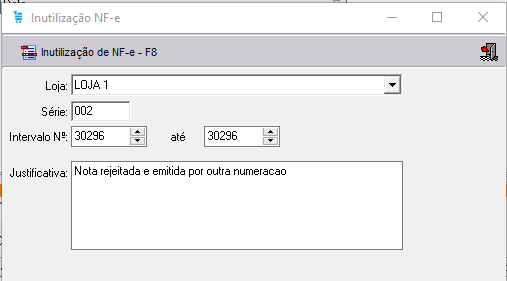 Inutilização NF-e
Inutilização de NF-e - F8
Loja: LOJA 1
Série: 002
Intervalo Nº: 30296 até 30296
Justificativa: Nota rejeitada e emitida por outra numeracao